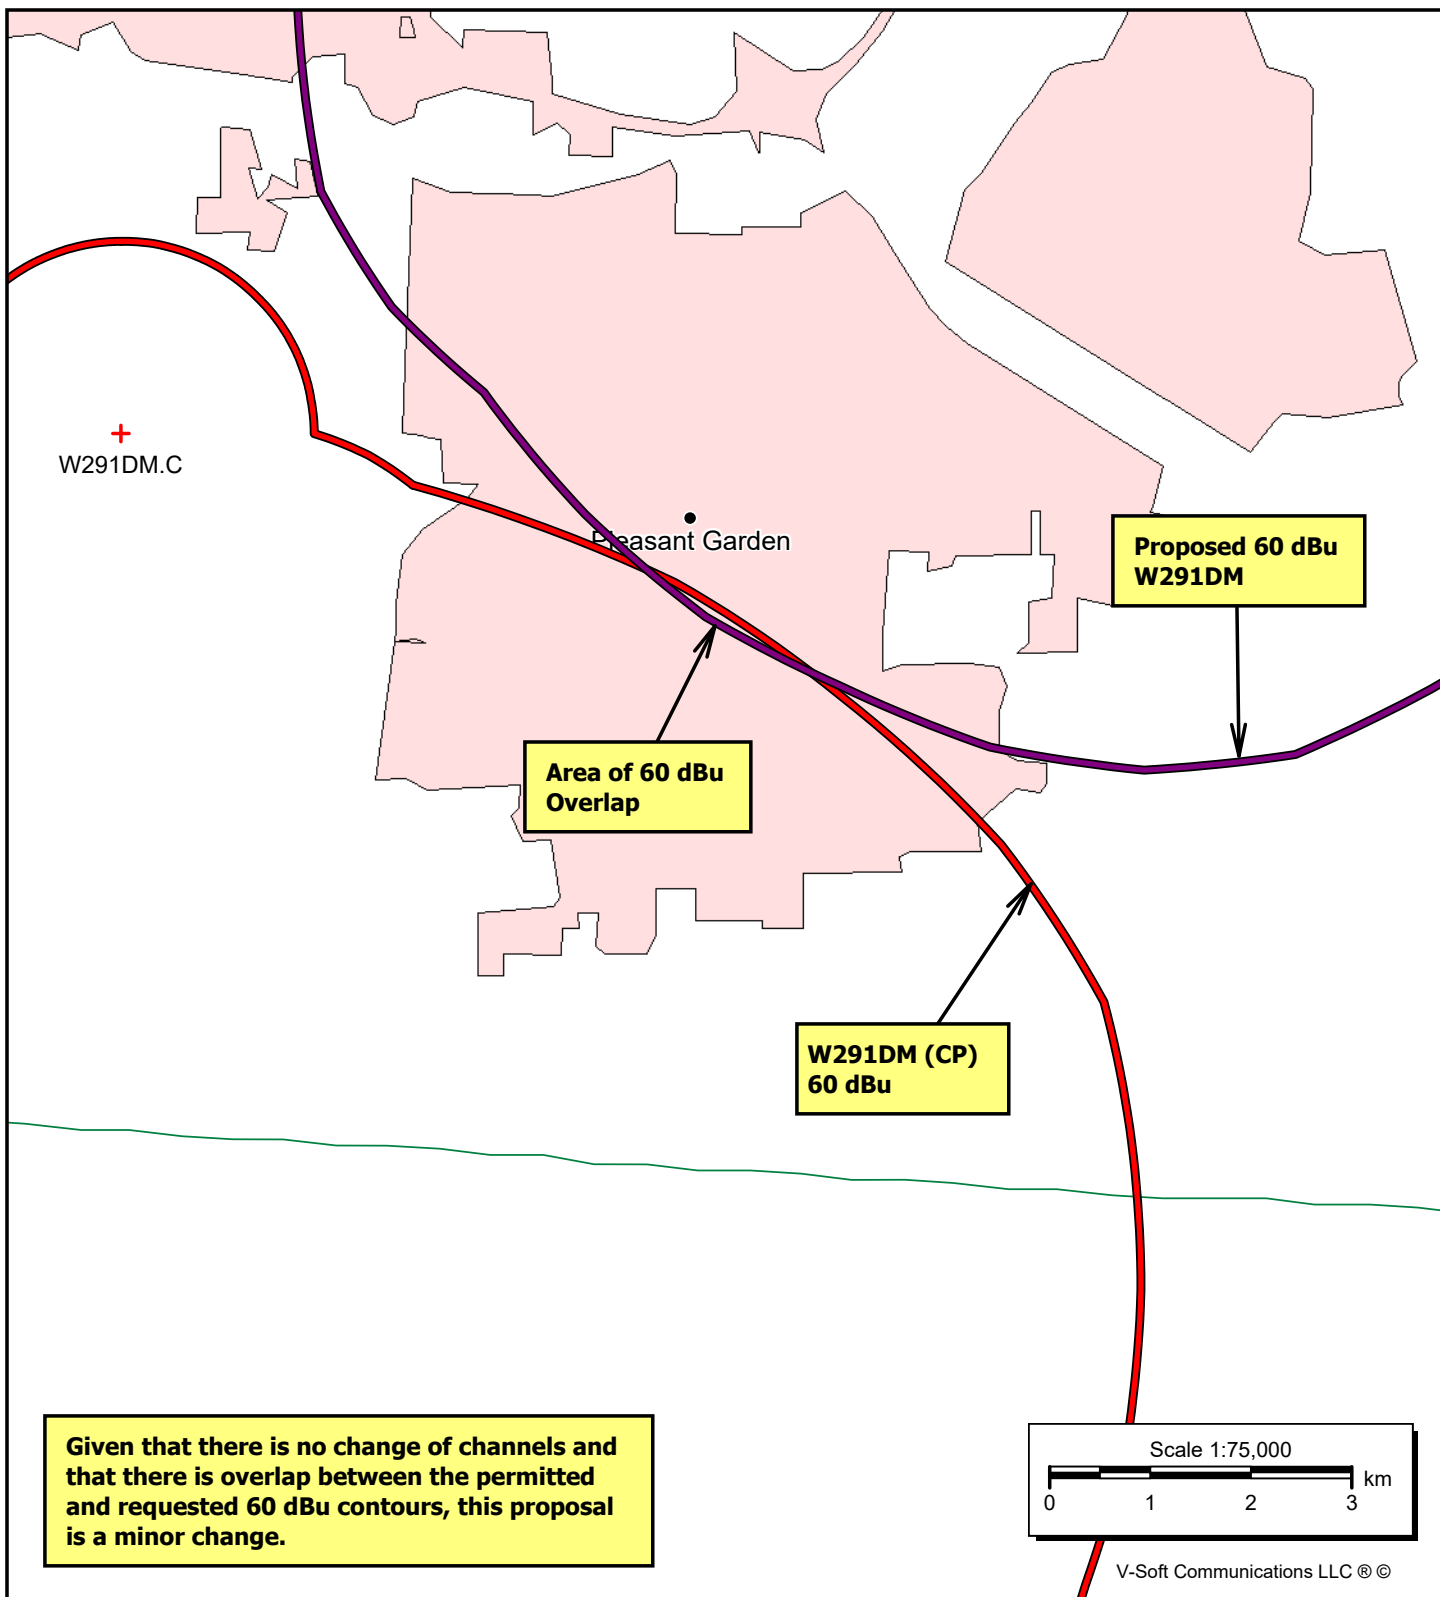 W291DM.C
Pleasant Garden
Proposed 60 dBu
W291DM
Area of 60 dBu
Overlap
W291DM (CP)
60 dBu
Given that there is no change of channels and
that there is overlap between the permitted
and requested 60 dBu contours, this proposal
is a minor change.
Scale 1:75,000
km
0 1 2 3
V-Soft Communications LLC ® ©